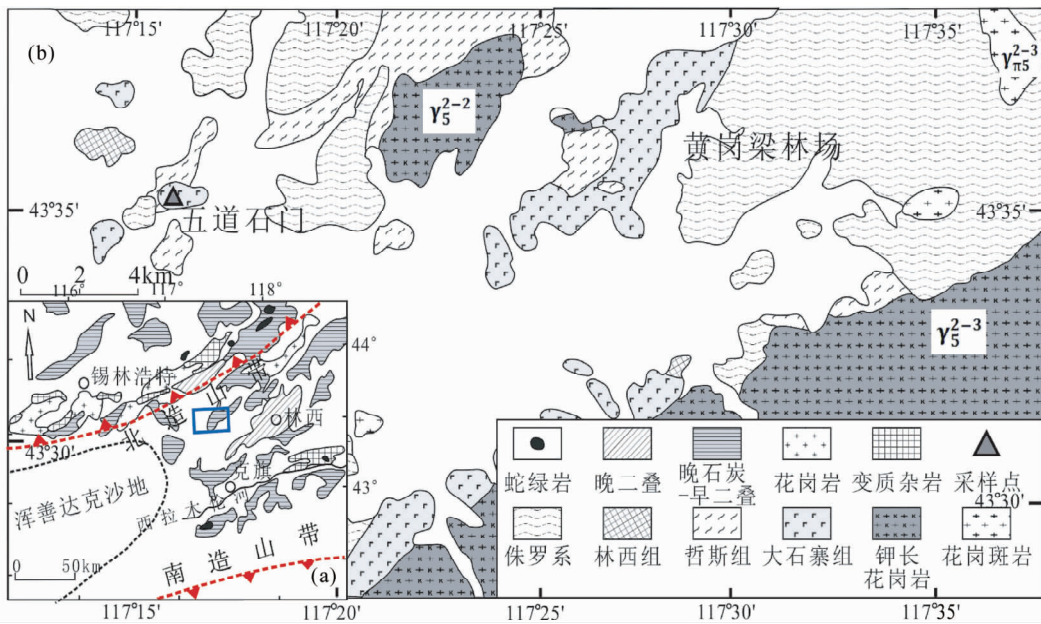 117°15'
117°20'
117°25'
117°30'
117°35'
(b)
γ₅²⁻²
γπ5²⁻³
黄岗梁林场
43°35'
五道石门
43°35'
0 2 4km
116°
117°
118°
N
44°
锡林浩特
北造山带
林西
γ₅²⁻³
43°30'
克旗
43°
浑善达克沙地
西拉木伦河
南造山带
0 50km
(a)
蛇绿岩
晚二叠
晚石炭
-早二叠
花岗岩
变质杂岩
采样点
43°30'
侏罗系
林西组
哲斯组
大石寨组
钾长
花岗岩
花岗斑岩
117°15'
117°20'
117°25'
117°30'
117°35'